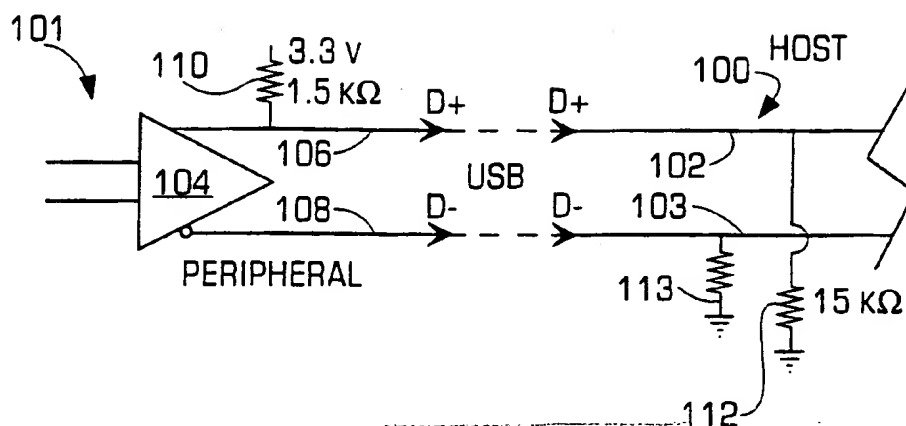 101
110
3.3 V
1.5 KΩ
HOST
100
D+
D+
104
106
USB
102
108
D-
D-
103
PERIPHERAL
113
15 KΩ
112